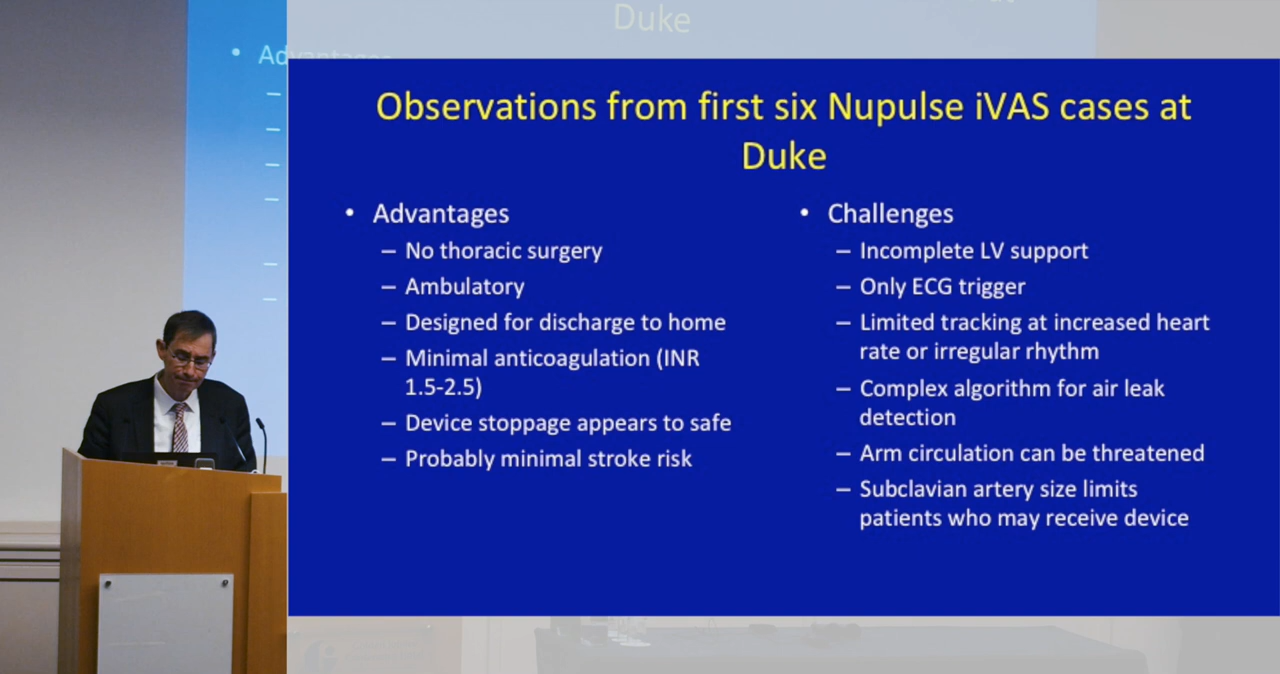 Duke
• Advantages
–
–
–
–
–
–
Observations from first six Nupulse iVAS cases at
Duke
• Advantages
– No thoracic surgery
– Ambulatory
– Designed for discharge to home
– Minimal anticoagulation (INR
1.5-2.5)
– Device stoppage appears to safe
– Probably minimal stroke risk
• Challenges
– Incomplete LV support
– Only ECG trigger
– Limited tracking at increased heart
rate or irregular rhythm
– Complex algorithm for air leak
detection
– Arm circulation can be threatened
– Subclavian artery size limits
patients who may receive device